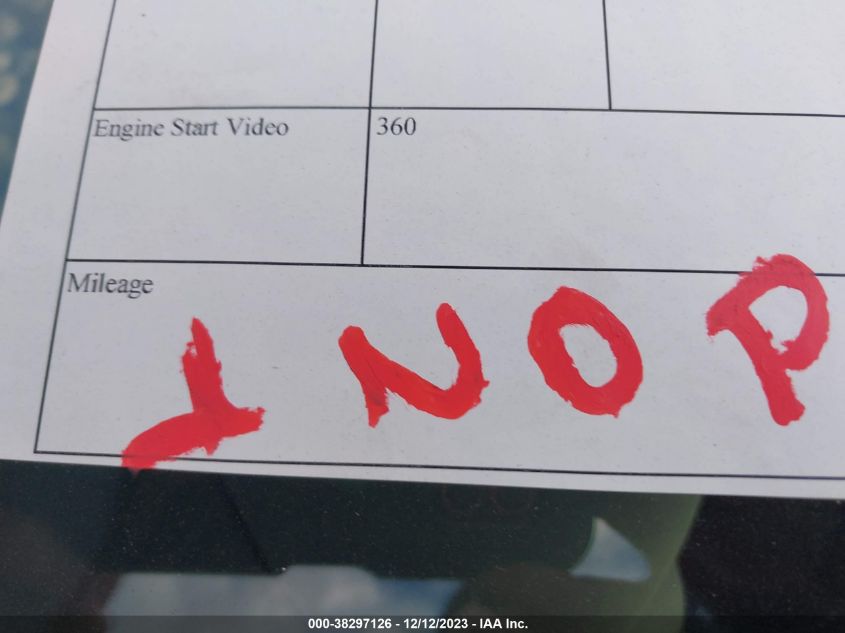 Engine Start Video 360
Mileage
Y N O P
000-38297126 - 12/12/2023 - IAA Inc.